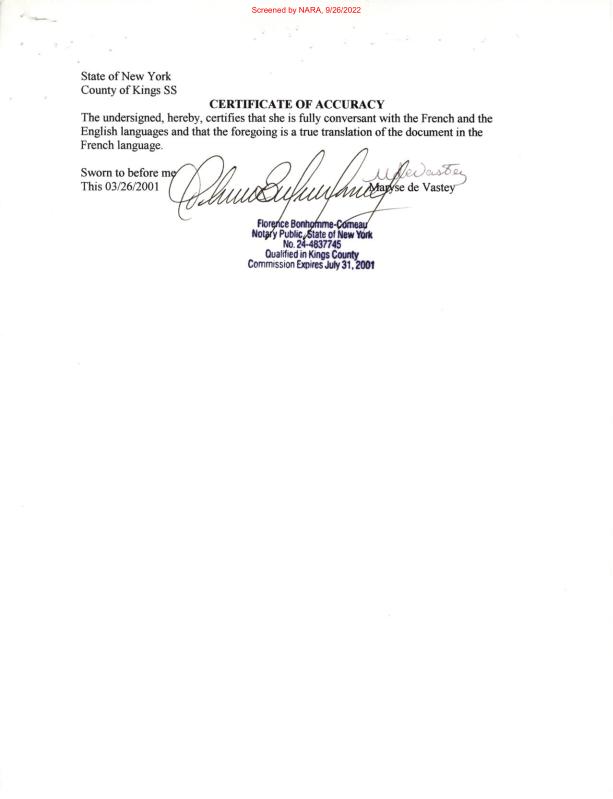 Screened by NARA, 9/26/2022
State of New York
County of Kings SS
CERTIFICATE OF ACCURACY
The undersigned, hereby, certifies that she is fully conversant with the French and the
English languages and that the foregoing is a true translation of the document in the
French language.
Sworn to before me
This 03/26/2001
MdeVastey
Maryse de Vastey
Florence Bonhomme-Comeau
Notary Public, State of New York
No. 24-4837745
Qualified in Kings County
Commission Expires July 31, 2001